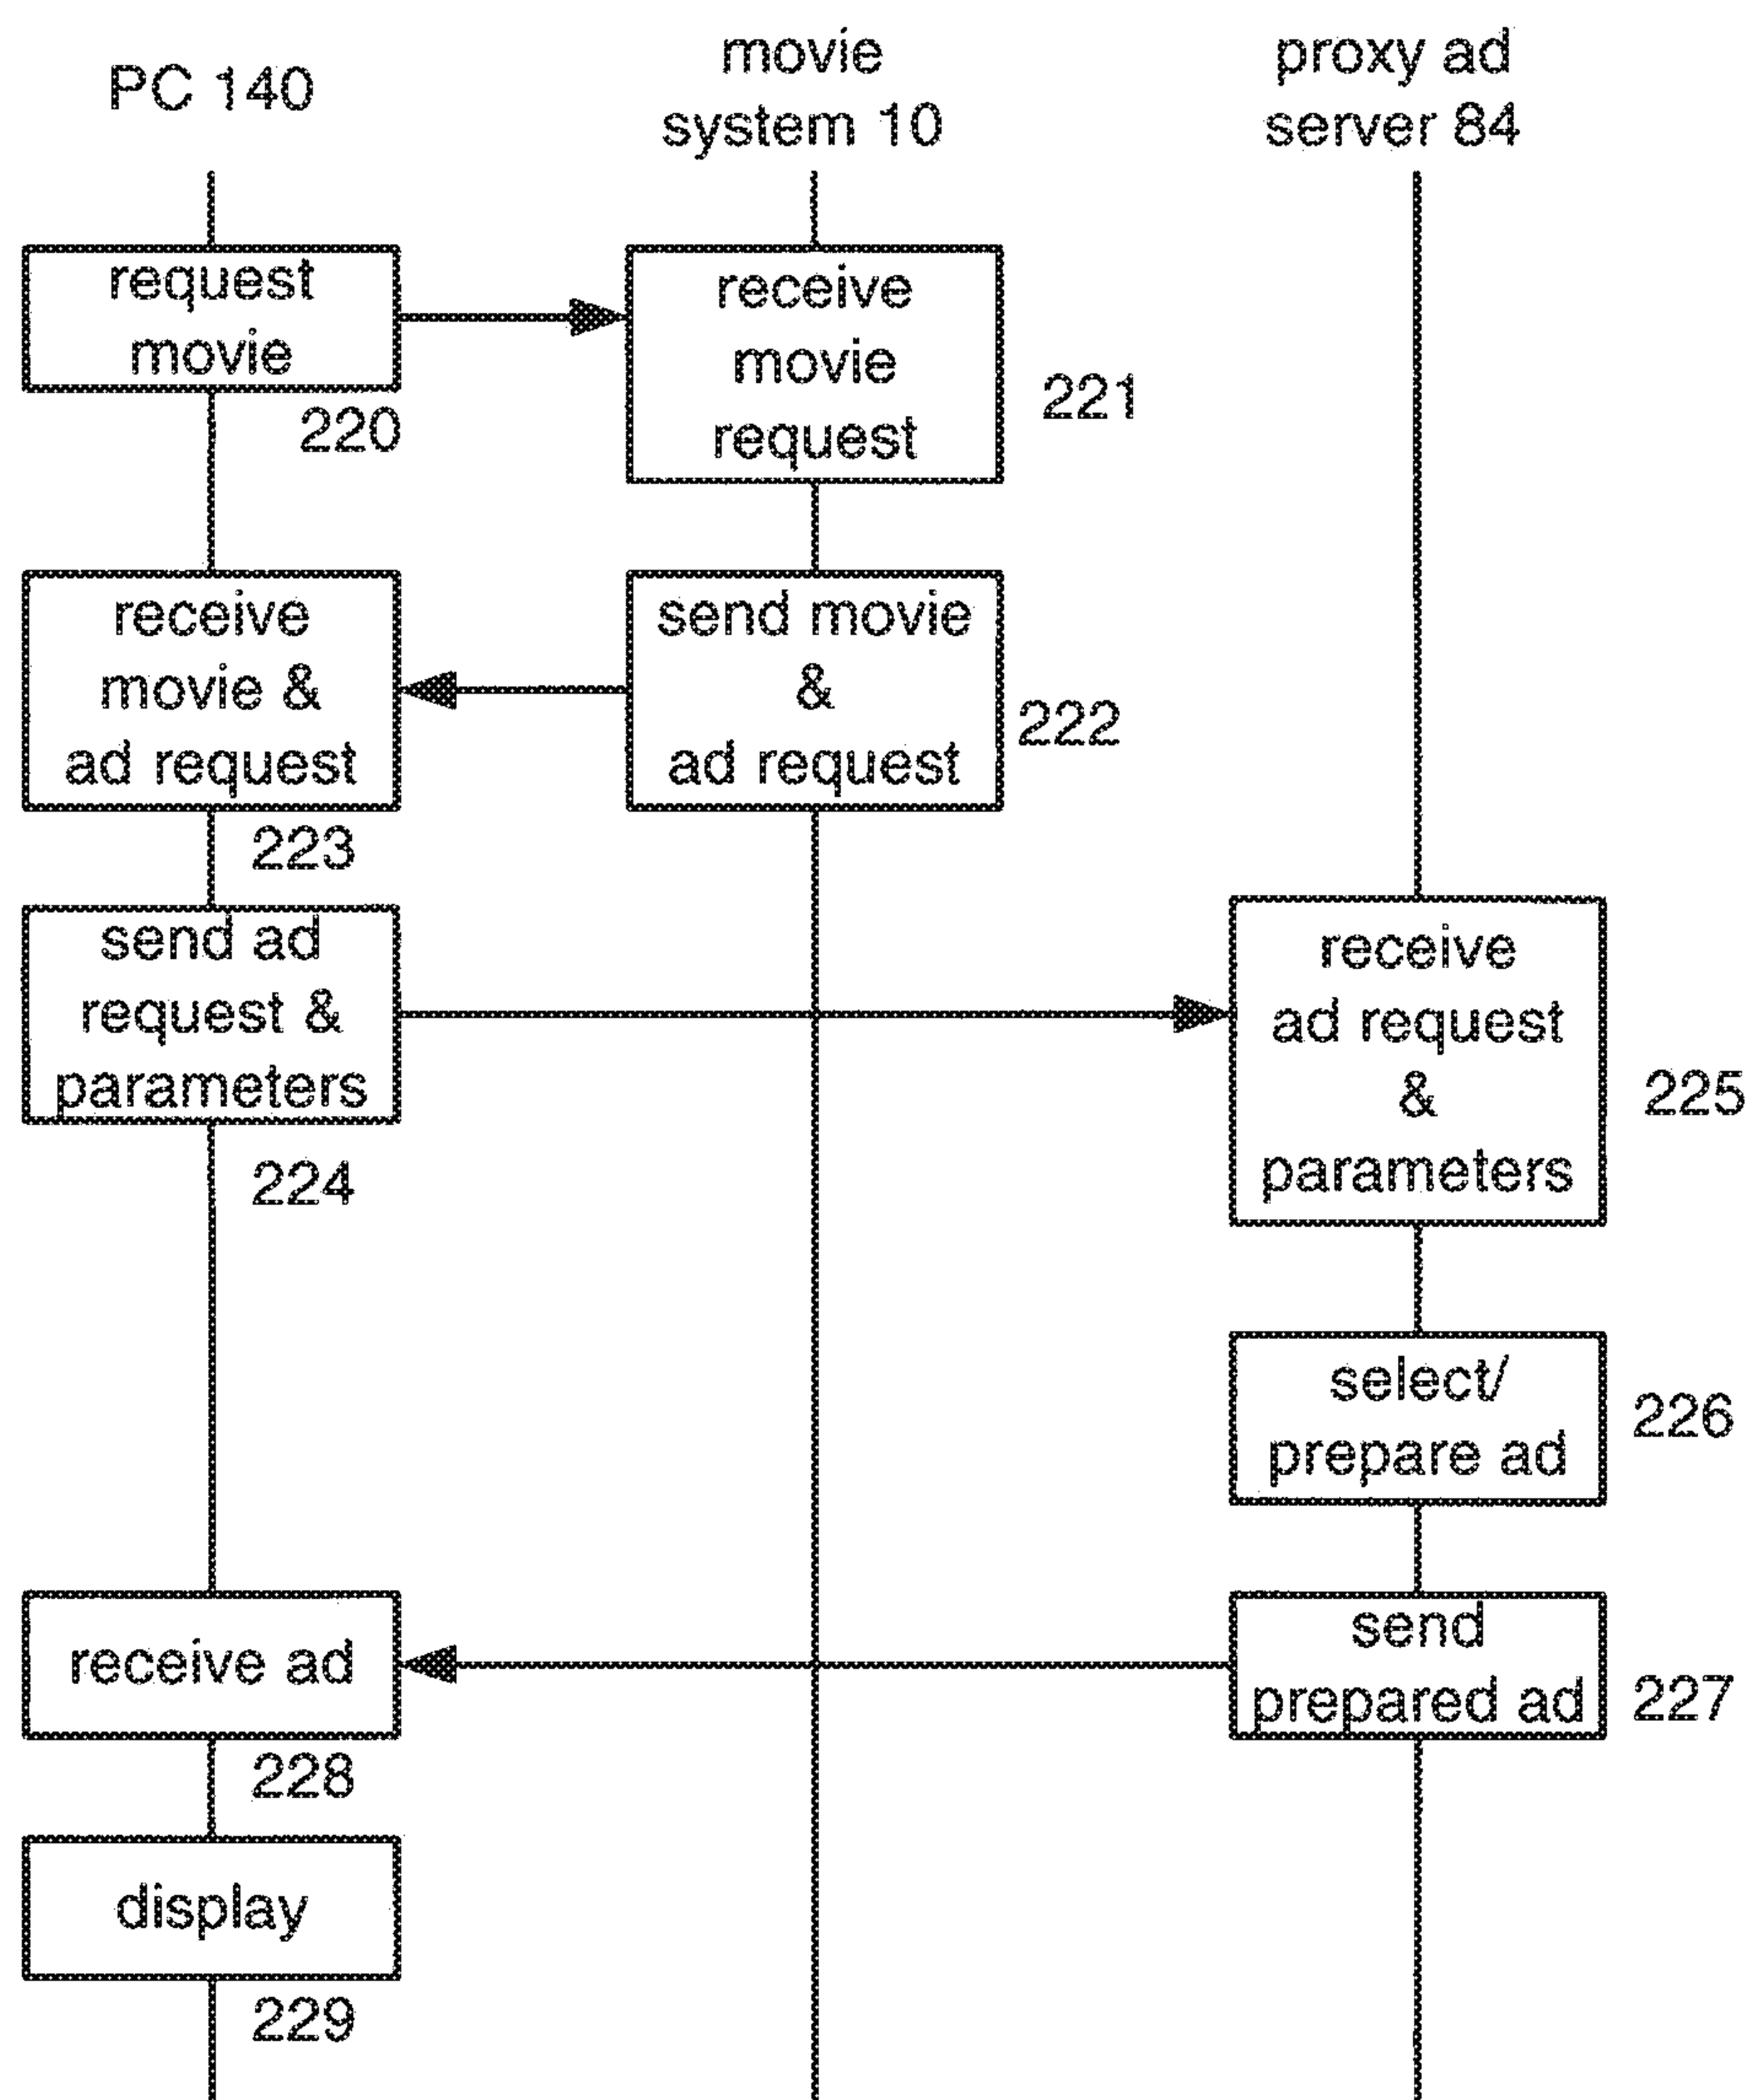 PC 140
movie
system 10
proxy ad
server 84
request
movie
220
receive
movie
request
221
receive
movie &
ad request
223
send movie
&
ad request
222
send ad
request &
parameters
224
receive
ad request
&
parameters
225
select/
prepare ad
226
receive ad
228
send
prepared ad
227
display
229